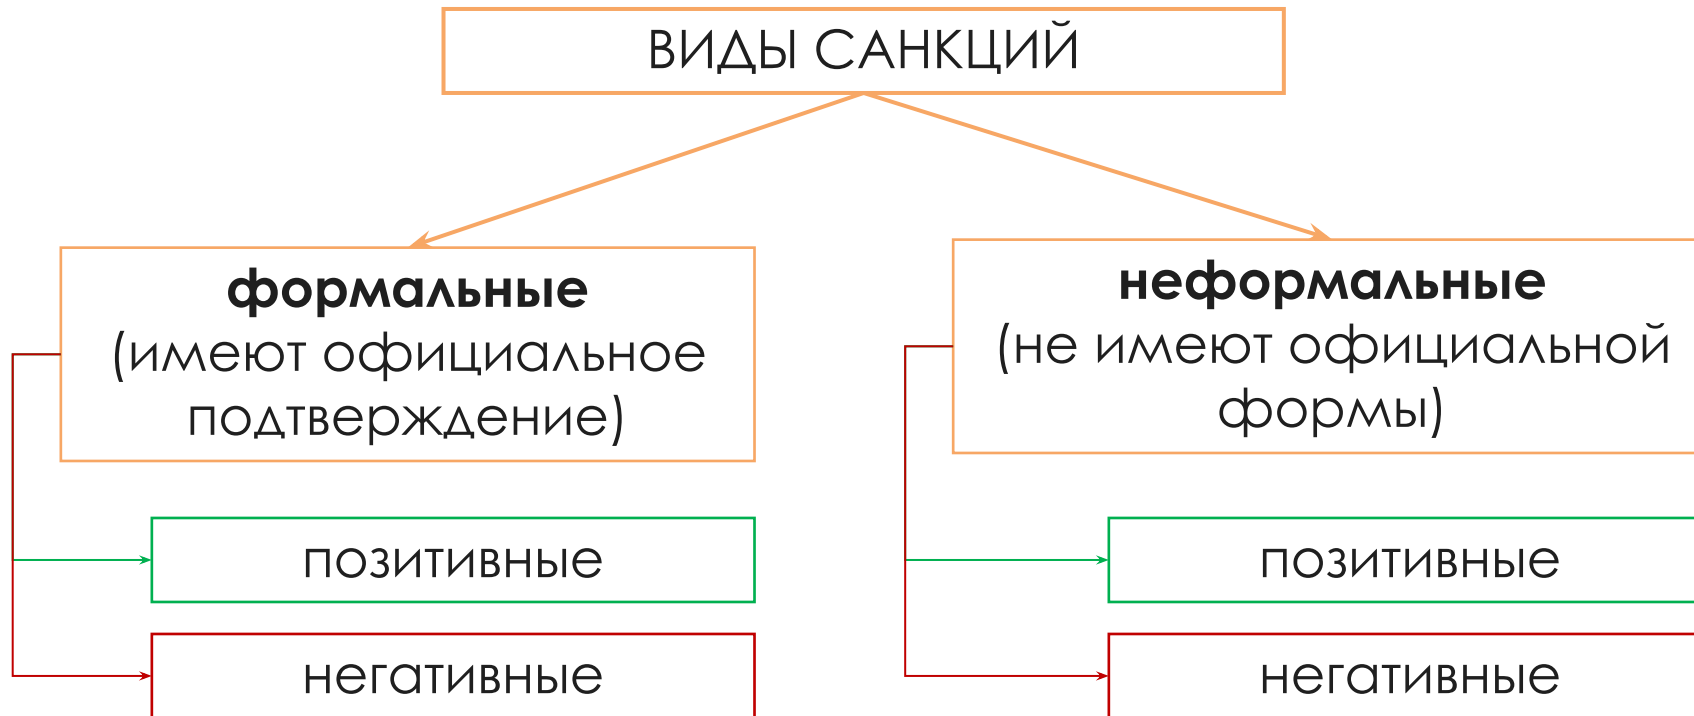 ВИДЫ САНКЦИЙ
формальные
(имеют официальное
подтверждение)
позитивные
негативные
неформальные
(не имеют официальной
формы)
позитивные
негативные